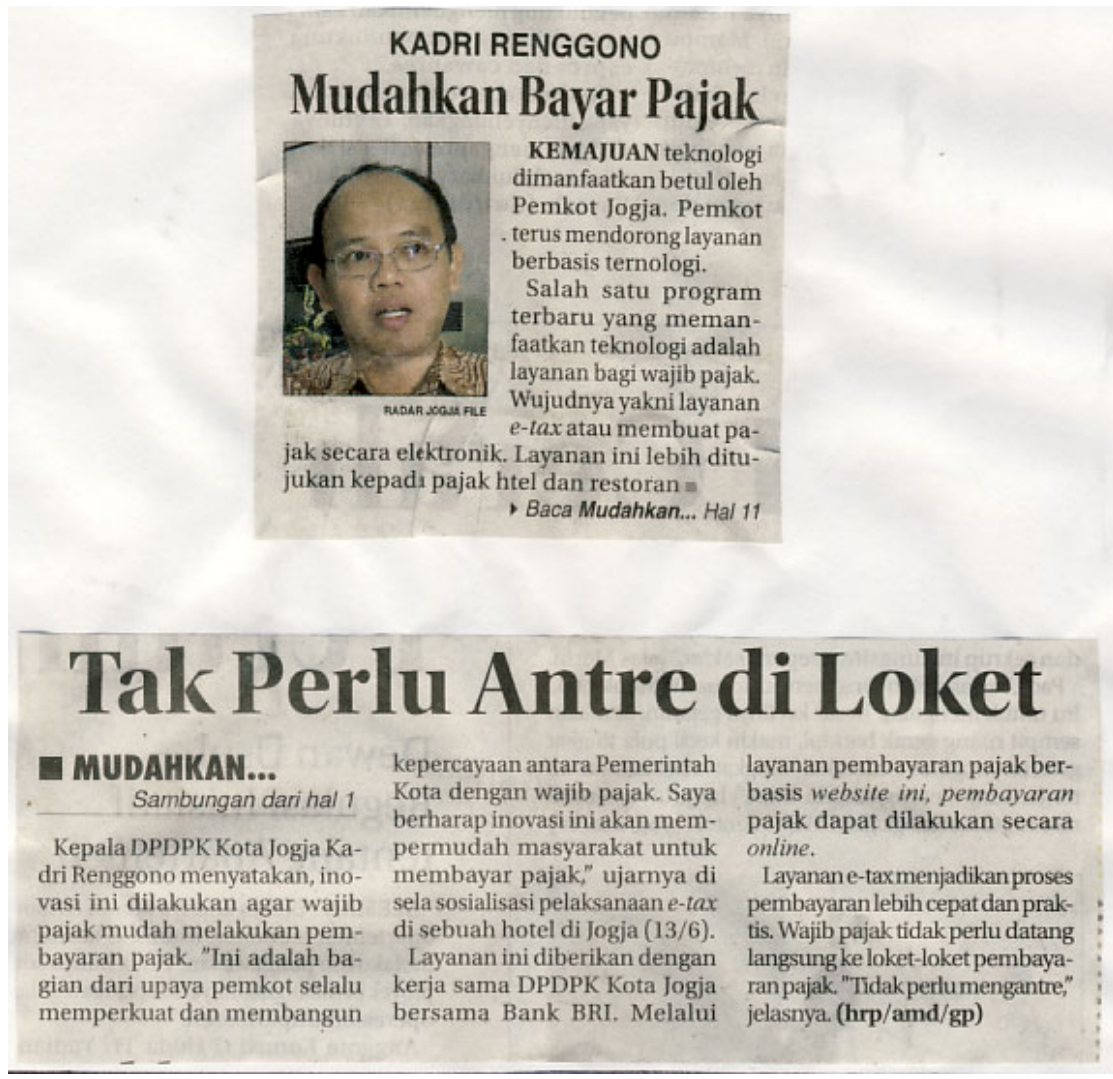 KADRI RENGGONO
Mudahkan Bayar Pajak
KEMAJUAN teknologi
dimanfaatkan betul oleh
Pemkot Jogja. Pemkot
terus mendorong layanan
berbasis ternologi.
Salah satu program
terbaru yang meman-
faatkan teknologi adalah
layanan bagi wajib pajak.
Wujudnya yakni layanan
e-tax atau membuat pa-
RADAR JOGJA FILE
jak secara elektronik. Layanan ini lebih ditu-
jukan kepada pajak htel dan restoran
Baca Mudahkan... Hal 11
Tak Perlu Antre di Loket
MUDAHKAN...
Sambungan dari hal 1
Kepala DPDPK Kota Jogja Ka-
dri Renggono menyatakan, ino-
vasi ini dilakukan agar wajib
pajak mudah melakukan pem-
bayaran pajak. "Ini adalah ba-
gian dari upaya pemkot selalu
memperkuat dan membangun
kepercayaan antara Pemerintah
Kota dengan wajib pajak. Saya
berharap inovasi ini akan mem-
permudah masyarakat untuk
membayar pajak," ujarnya di
sela sosialisasi pelaksanaan e-tax
di sebuah hotel di Jogja (13/6).
Layanan ini diberikan dengan
kerja sama DPDPK Kota Jogja
bersama Bank BRI. Melalui
layanan pembayaran pajak ber-
basis website ini, pembayaran
pajak dapat dilakukan secara
online.
Layanan e-tax menjadikan proses
pembayaran lebih cepat dan prak-
tis. Wajib pajak tidak perlu datang
langsung ke loket-loket pembaya-
ran pajak. "Tidak perlu mengantre,"
jelasnya. (hrp/amd/gp)